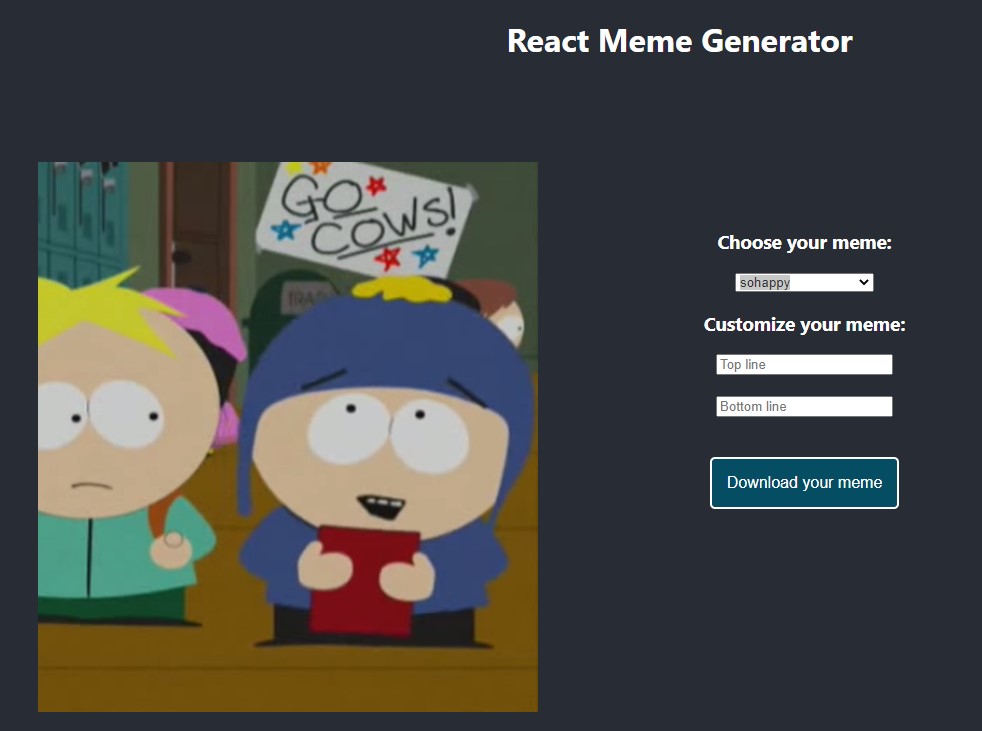 React Meme Generator
GO
COWS!
Choose your meme:
sohappy
Customize your meme:
Top line
Bottom line
Download your meme